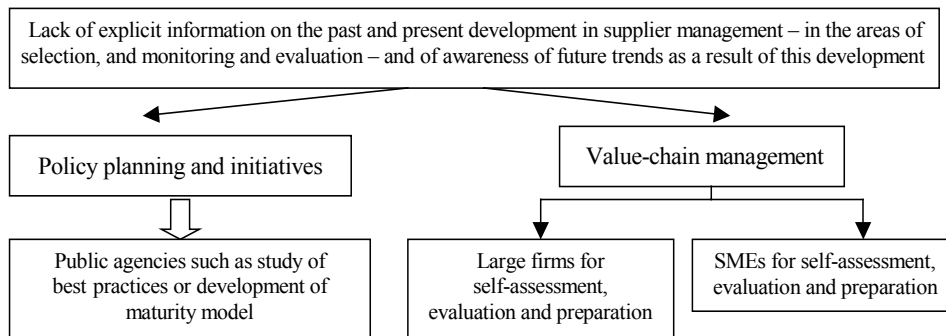 Lack of explicit information on the past and present development in supplier management – in the areas of
selection, and monitoring and evaluation – and of awareness of future trends as a result of this development
Policy planning and initiatives
Value-chain management
Public agencies such as study of
best practices or development of
maturity model
Large firms for
self-assessment,
evaluation and preparation
SMEs for self-assessment,
evaluation and preparation